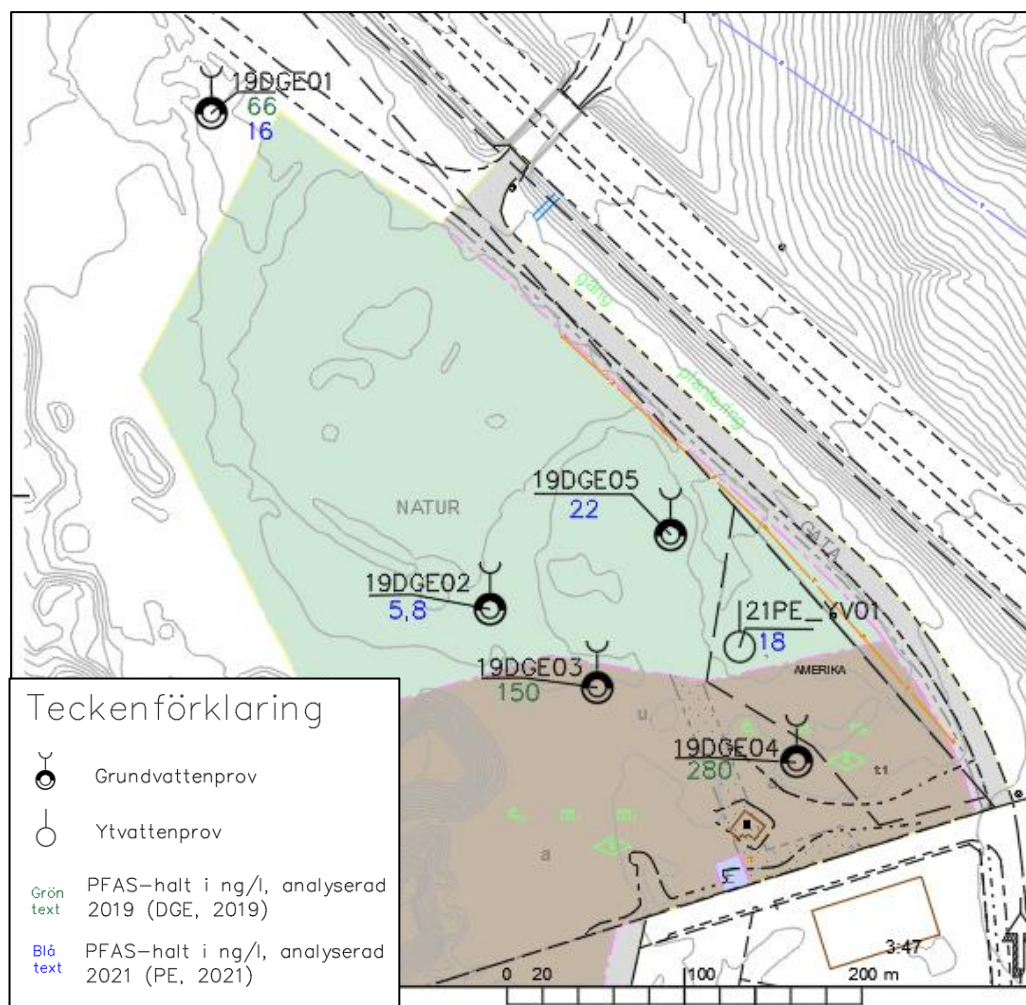 19DGE01
66
16
gång
plantering
19DGE05
22
GATA
NATUR
19DGE02
5,8
21PE_YV01
18
19DGE03
150
AMERIKA
u
19DGE04
280
t1
a
3:47
Teckenförklaring
Grundvattenprov
Ytvattenprov
Grön text
PFAS-halt i ng/l, analyserad
2019 (DGE, 2019)
Blå text
PFAS-halt i ng/l, analyserad
2021 (PE, 2021)
0 20 100 200 m